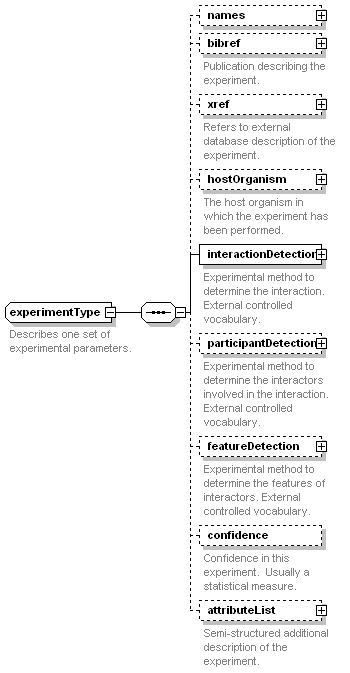 names
bibref
Publication describing the
experiment.
xref
Refers to external
database description of the
experiment.
hostOrganism
The host organism in
which the experiment has
been performed.
interactionDetection
Experimental method to
determine the interaction.
External controlled
vocabulary.
experimentType
Describes one set of
experimental parameters.
participantDetection
Experimental method to
determine the interactors
involved in the interaction.
External controlled
vocabulary.
featureDetection
Experimental method to
determine the features of
interactors. External
controlled vocabulary.
confidence
Confidence in this
experiment.  Usually a
statistical measure.
attributeList
Semi-structured additional
description of the
experiment.